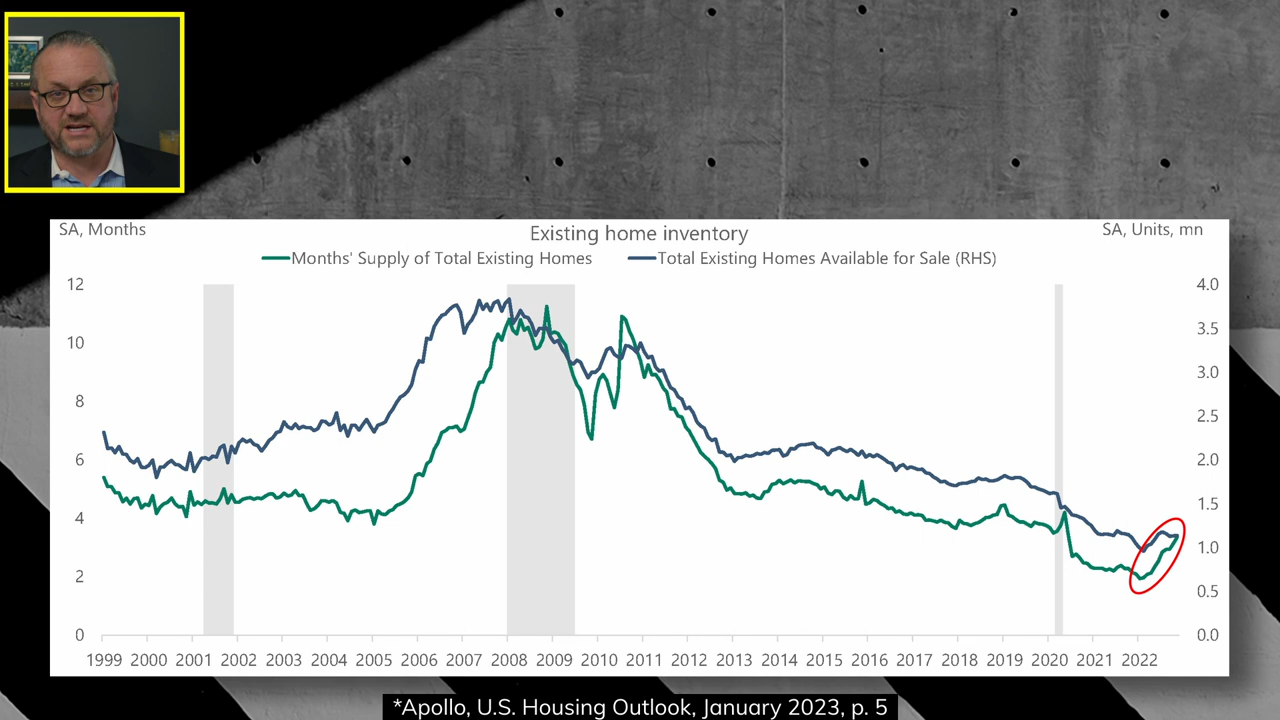 SA, Months
Existing home inventory
SA, Units, mn
Months' Supply of Total Existing Homes
Total Existing Homes Available for Sale (RHS)
12
10
8
6
4
2
0
4.0
3.5
3.0
2.5
2.0
1.5
1.0
0.5
0.0
1999 2000 2001 2002 2003 2004 2005 2006 2007 2008 2009 2010 2011 2012 2013 2014 2015 2016 2017 2018 2019 2020 2021 2022
*Apollo, U.S. Housing Outlook, January 2023, p. 5